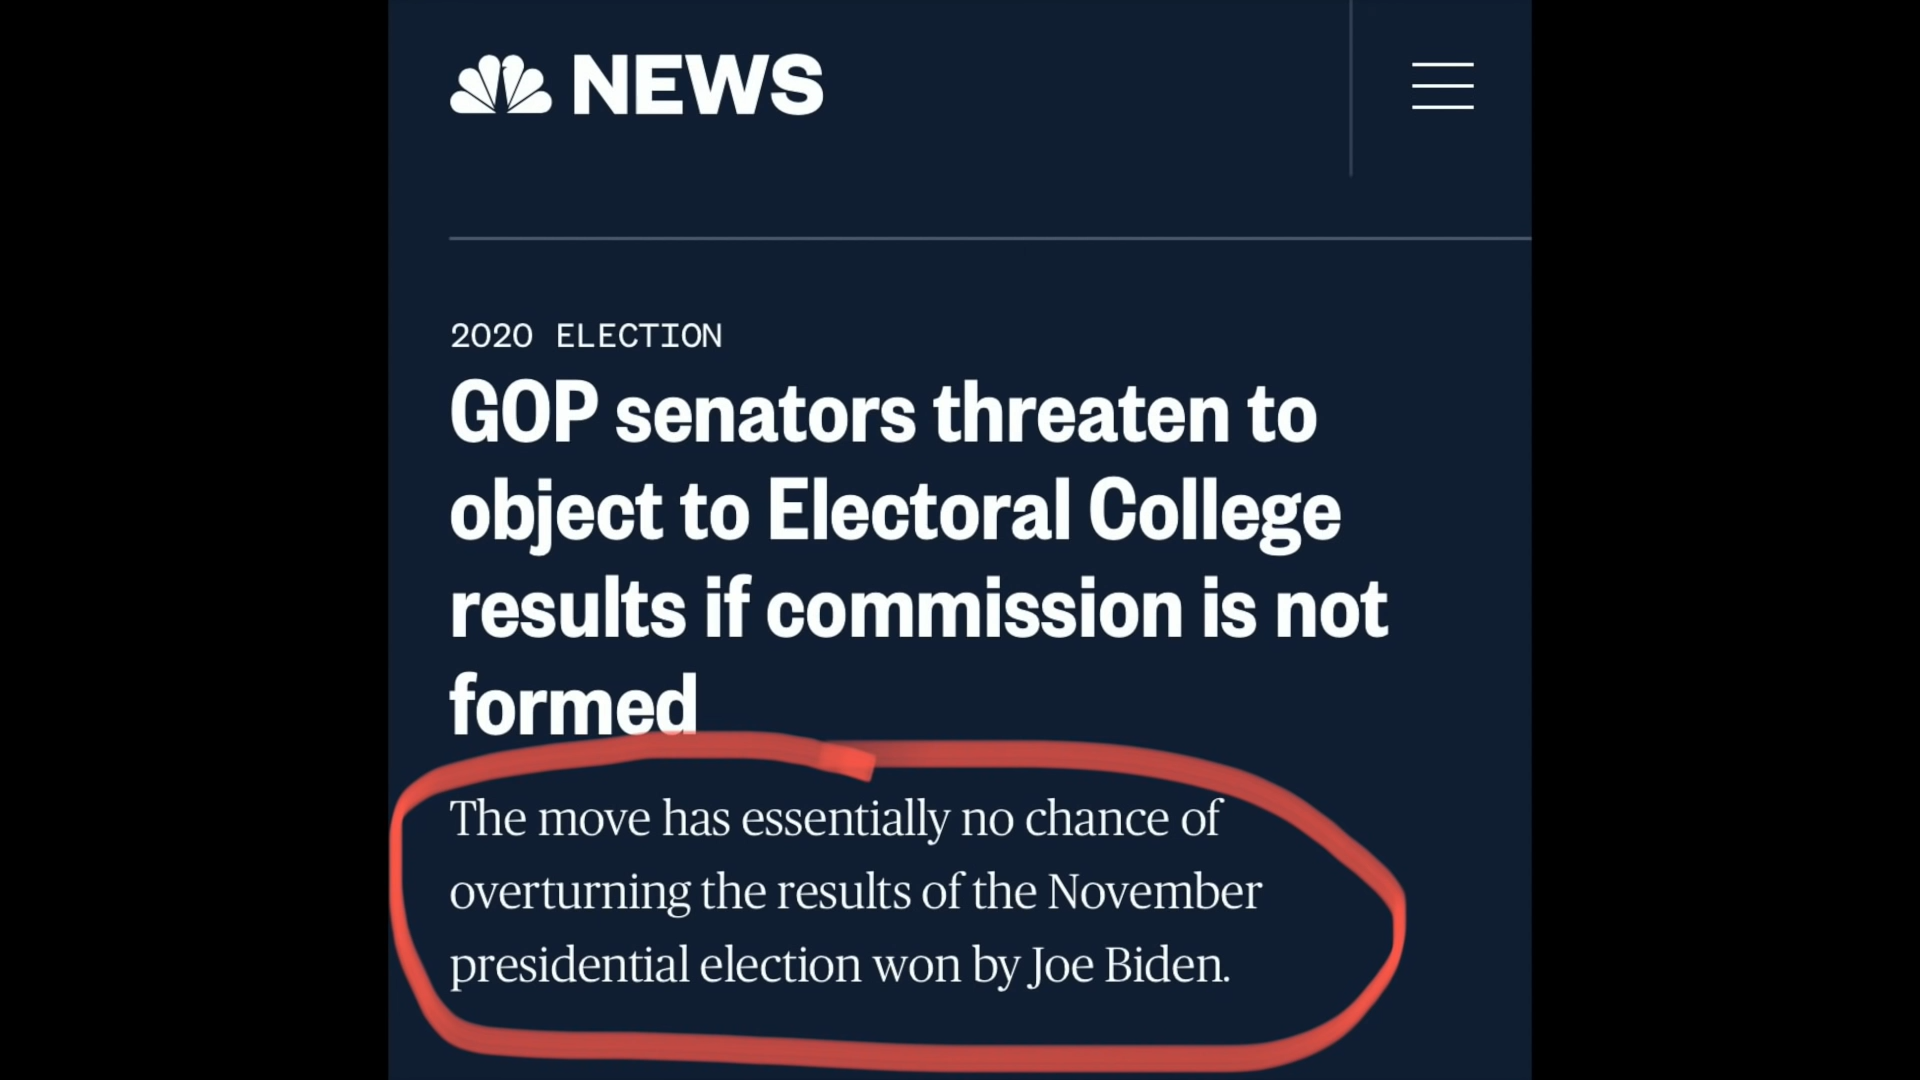 NEWS
2020 ELECTION
GOP senators threaten to
object to Electoral College
results if commission is not
formed
The move has essentially no chance of
overturning the results of the November
presidential election won by Joe Biden.